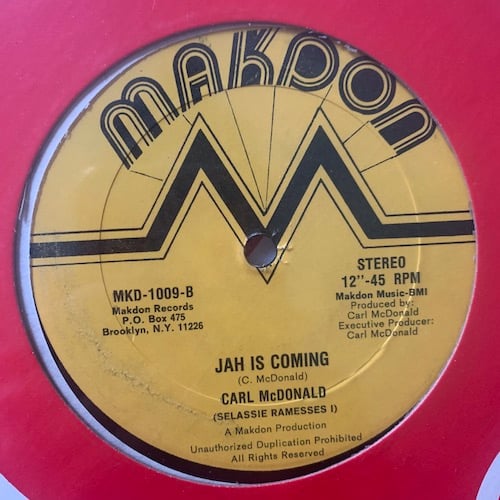 MAKDON
MKD-1009-B
Makdon Records
P.O. Box 475
Brooklyn, N.Y. 11226
STEREO
12"-45 RPM
Makdon Music-BMI
Produced by:
Carl McDonald
Executive Producer:
Carl McDonald
JAH IS COMING
(C. McDonald)
CARL McDONALD
(SELASSIE RAMESSES I)
A Makdon Production
Unauthorized Duplication Prohibited
All Rights Reserved